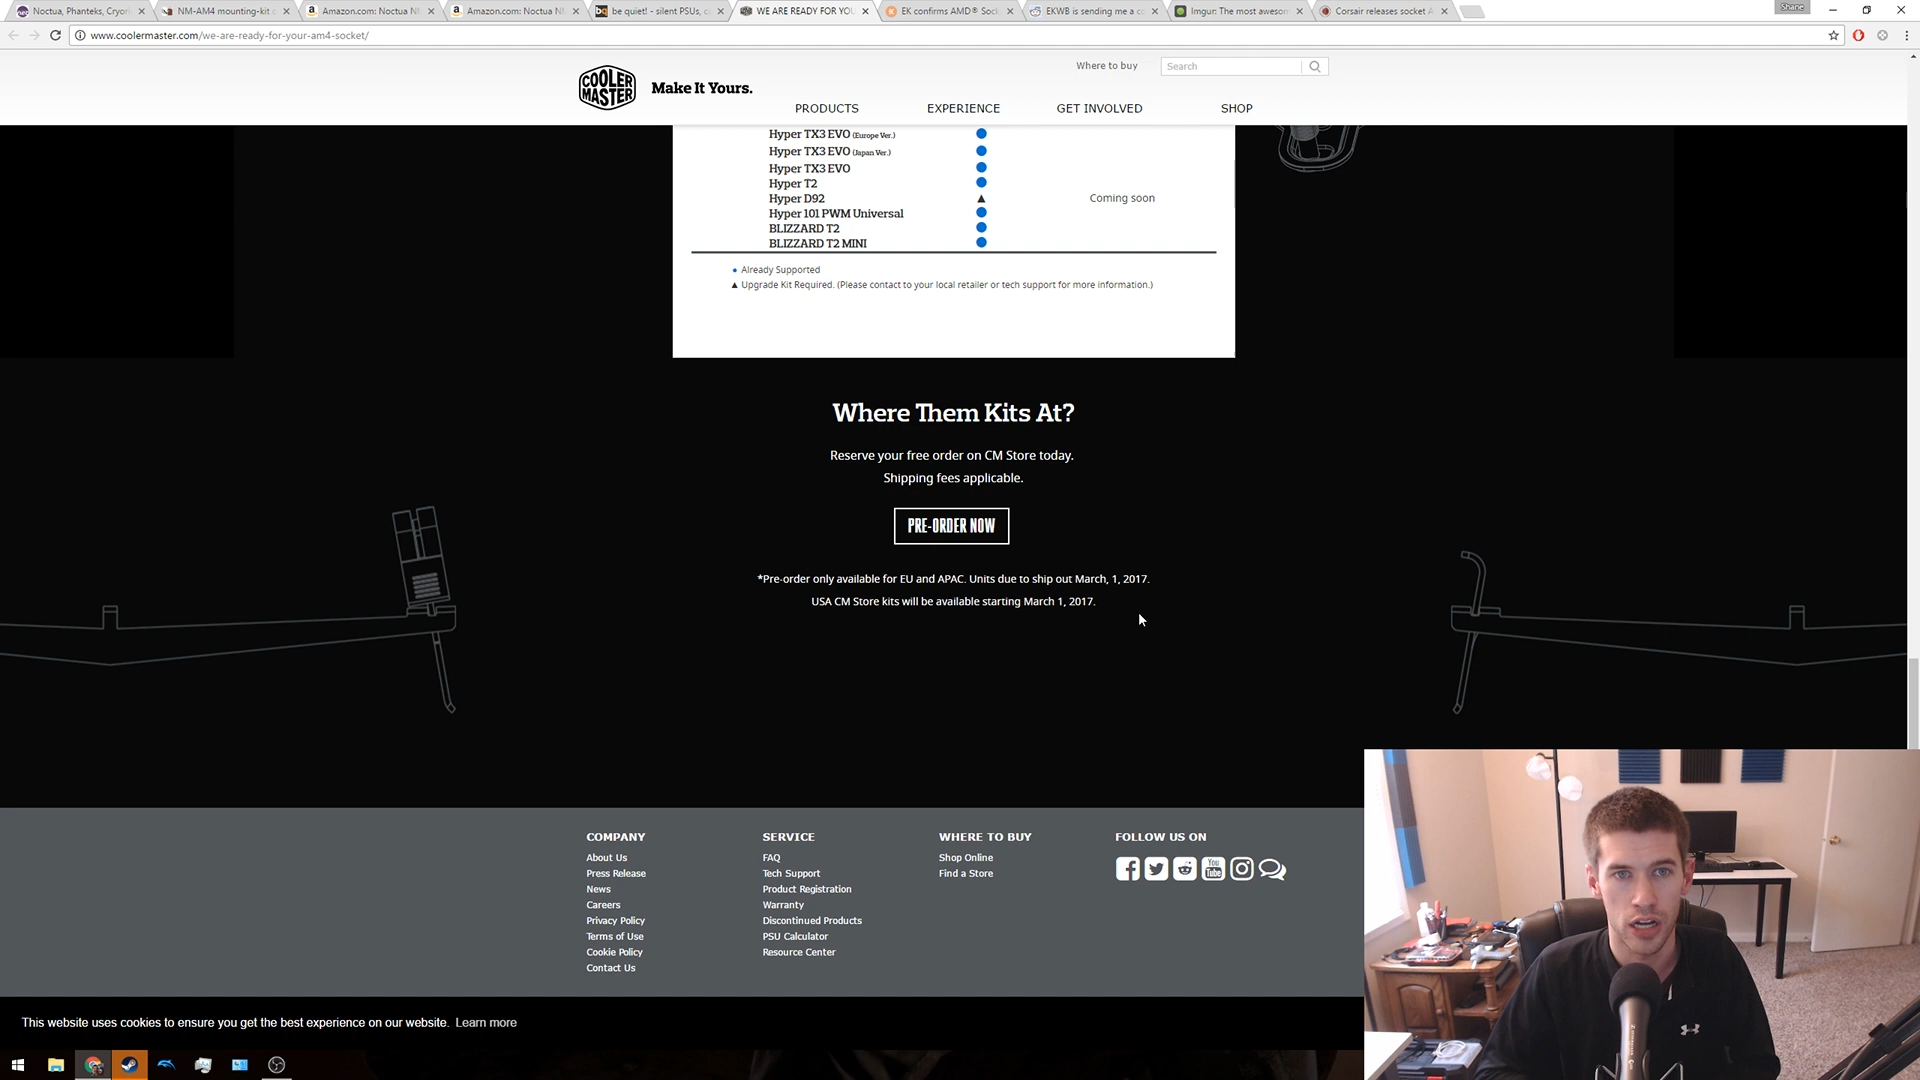 Noctua, Phanteks, Cryor
NM-AM4 mounting-kit c
Amazon.com: Noctua N
Amazon.com: Noctua N
be quiet! - silent PSUs, c
WE ARE READY FOR YOU
EK confirms AMD® Sock
EKWB is sending me a co
Imgur: The most awesom
Corsair releases socket A
Shane
www.coolermaster.com/we-are-ready-for-your-am4-socket/
COOLER MASTER
Make It Yours.
Where to buy
Search
PRODUCTS
EXPERIENCE
GET INVOLVED
SHOP
Hyper TX3 EVO (Europe Ver.)
Hyper TX3 EVO (Japan Ver.)
Hyper TX3 EVO
Hyper T2
Hyper D92 ▲ Coming soon
Hyper 101 PWM Universal
BLIZZARD T2
BLIZZARD T2 MINI
• Already Supported
▲ Upgrade Kit Required. (Please contact to your local retailer or tech support for more information.)
Where Them Kits At?
Reserve your free order on CM Store today.
Shipping fees applicable.
PRE-ORDER NOW
*Pre-order only available for EU and APAC. Units due to ship out March, 1, 2017.
USA CM Store kits will be available starting March 1, 2017.
COMPANY
About Us
Press Release
News
Careers
Privacy Policy
Terms of Use
Cookie Policy
Contact Us
SERVICE
FAQ
Tech Support
Product Registration
Warranty
Discontinued Products
PSU Calculator
Resource Center
WHERE TO BUY
Shop Online
Find a Store
FOLLOW US ON
You Tube
This website uses cookies to ensure you get the best experience on our website. Learn more